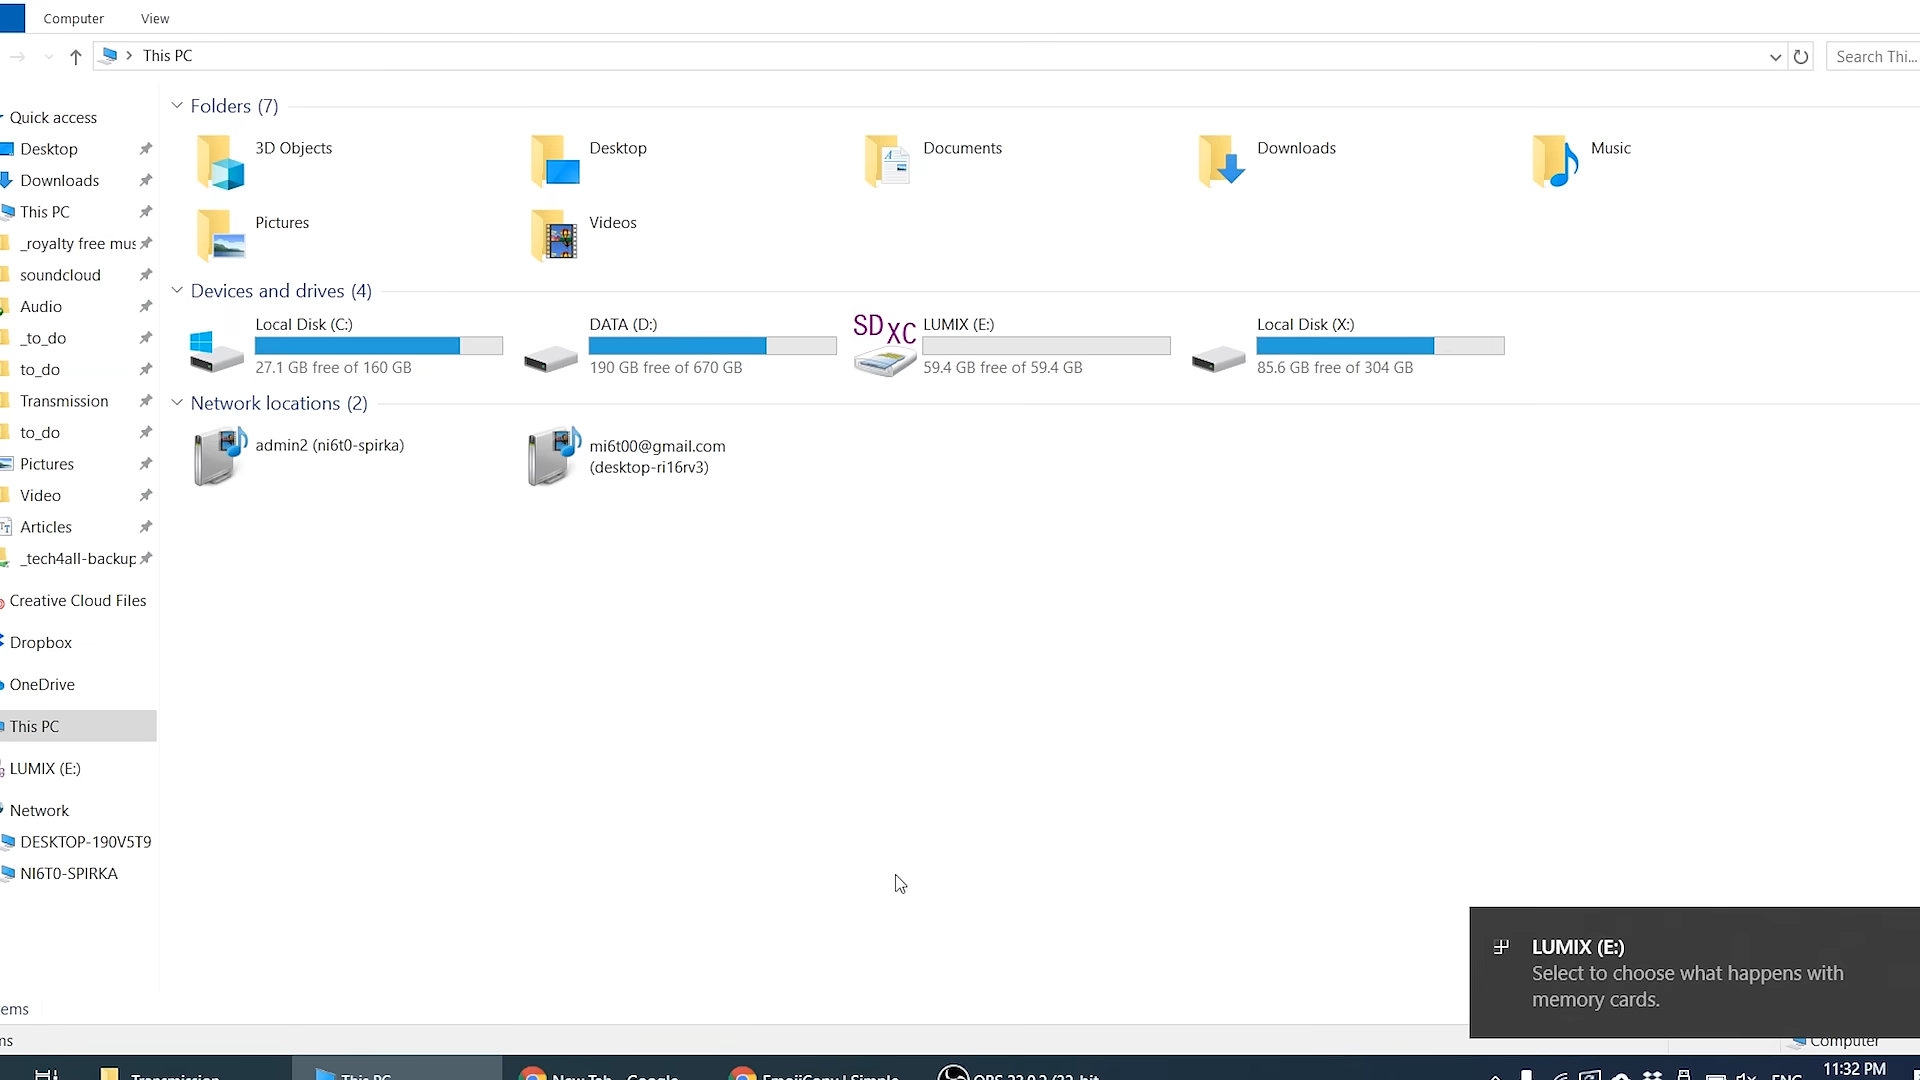 Computer View
This PC
Search Thi...
Quick access
Desktop
Downloads
This PC
_royalty free mus
soundcloud
Audio
_to_do
to_do
Transmission
to_do
Pictures
Video
Articles
_tech4all-backup
Creative Cloud Files
Dropbox
OneDrive
This PC
LUMIX (E:)
Network
DESKTOP-190V5T9
NI6T0-SPIRKA
Folders (7)
3D Objects
Desktop
Documents
Downloads
Music
Pictures
Videos
Devices and drives (4)
Local Disk (C:)
27.1 GB free of 160 GB
DATA (D:)
190 GB free of 670 GB
SDXC
LUMIX (E:)
59.4 GB free of 59.4 GB
Local Disk (X:)
85.6 GB free of 304 GB
Network locations (2)
admin2 (ni6t0-spirka)
mi6t00@gmail.com
(desktop-ri16rv3)
LUMIX (E:)
Select to choose what happens with
memory cards.
ems
ms
Computer
Transmission
This PC
New Tab - Google
EmojiCopy | Simple
OBS 23.0.2 (32-bit
ENG
11:32 PM